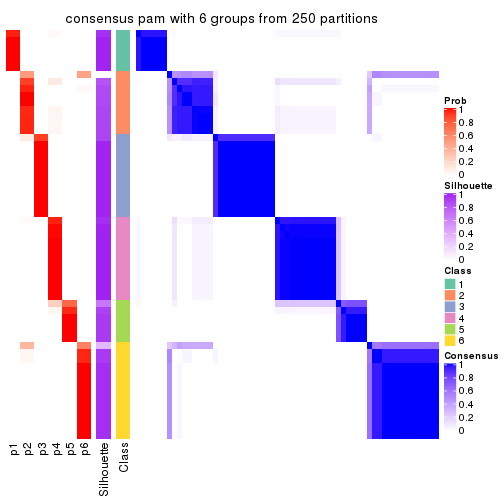 consensus pam with 6 groups from 250 partitions
Prob
1
0.8
0.6
0.4
0.2
0
Silhouette
1
0.8
0.6
0.4
0.2
0
Class
1
2
3
4
5
6
Consensus
1
0.8
0.6
0.4
0.2
0
p1
p2
p3
p4
p5
p6
Silhouette
Class